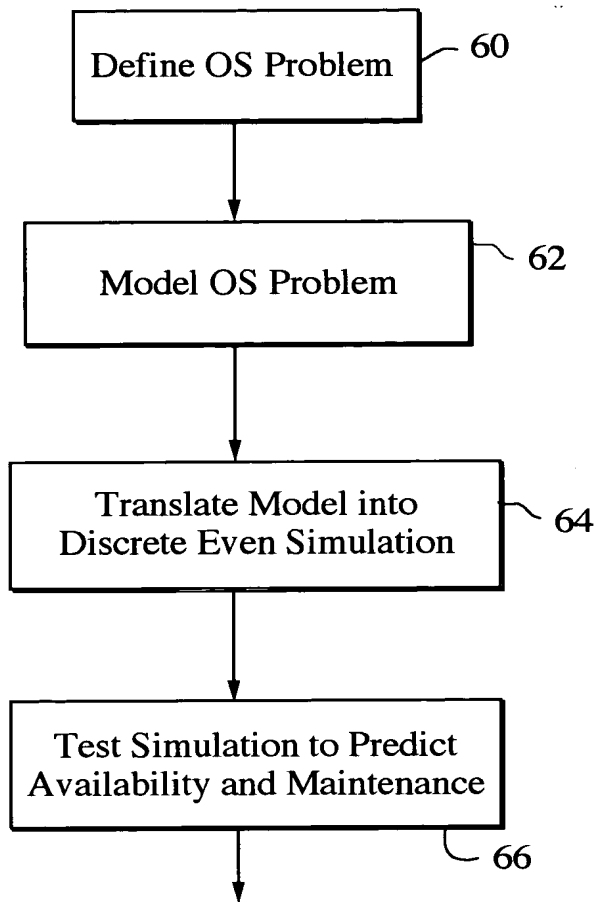 Define OS Problem
60
Model OS Problem
62
Translate Model into
Discrete Even Simulation
64
Test Simulation to Predict
Availability and Maintenance
66